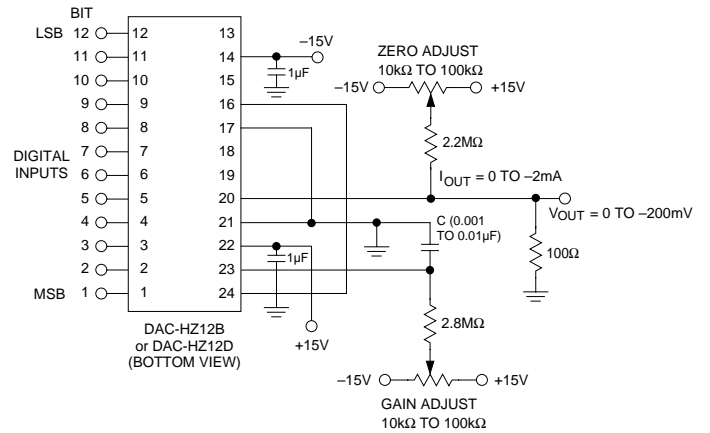 BIT
LSB 12 12 13
11 11 14 –15V
1µF
10 10 15
9 9 16
8 8 17
DIGITAL
INPUTS
7 7 18
6 6 19
5 5 20
4 4 21
3 3 22
1µF
2 2 23
MSB 1 1 24
DAC-HZ12B
or DAC-HZ12D
(BOTTOM VIEW)
+15V
ZERO ADJUST
10kΩ TO 100kΩ
–15V +15V
2.2MΩ
IOUT = 0 TO –2mA
VOUT = 0 TO –200mV
C (0.001
TO 0.01µF)
100Ω
2.8MΩ
–15V +15V
GAIN ADJUST
10kΩ TO 100kΩ